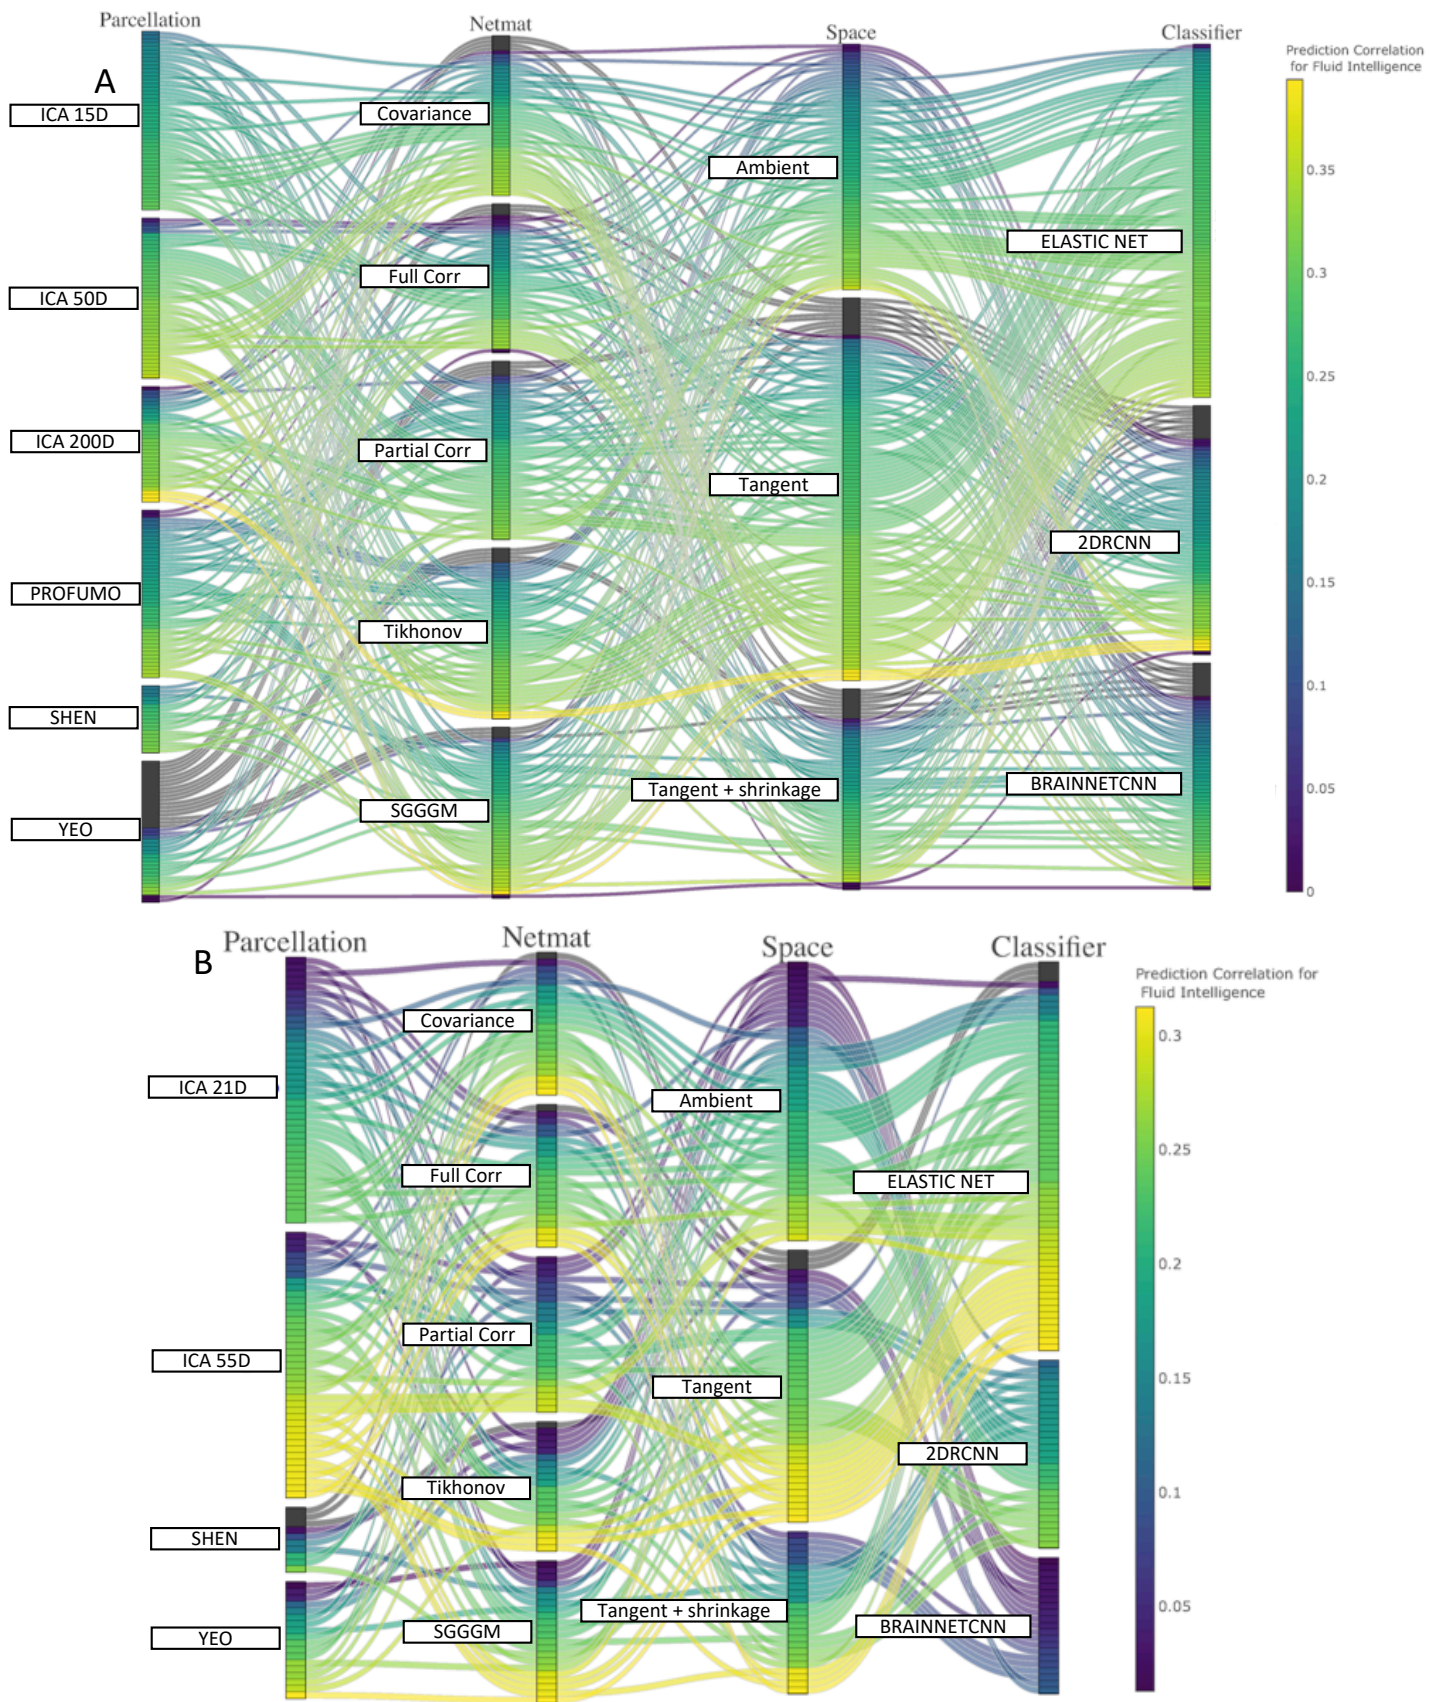 Parcellation
Netmat
Space
Classifier
Prediction Correlation
for Fluid Intelligence
A
ICA 15D
Covariance
Ambient
0.35
ELASTIC NET
ICA 50D
Full Corr
0.3
0.25
ICA 200D
Partial Corr
Tangent
0.2
2DRCNN
PROFUMO
0.15
Tikhonov
SHEN
0.1
Tangent + shrinkage
BRAINNETCNN
0.05
YEO
SGGGM
0
B
Parcellation
Netmat
Space
Classifier
Prediction Correlation for
Fluid Intelligence
Covariance
0.3
ICA 21D
Ambient
0.25
Full Corr
ELASTIC NET
0.2
Partial Corr
ICA 55D
Tangent
0.15
2DRCNN
Tikhonov
0.1
SHEN
Tangent + shrinkage
0.05
YEO
SGGGM
BRAINNETCNN